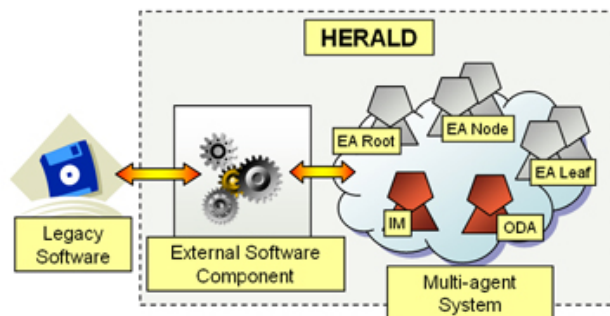 HERALD
EA Root
EA Node
EA Leaf
IM
ODA
Legacy
Software
External Software
Component
Multi-agent
System